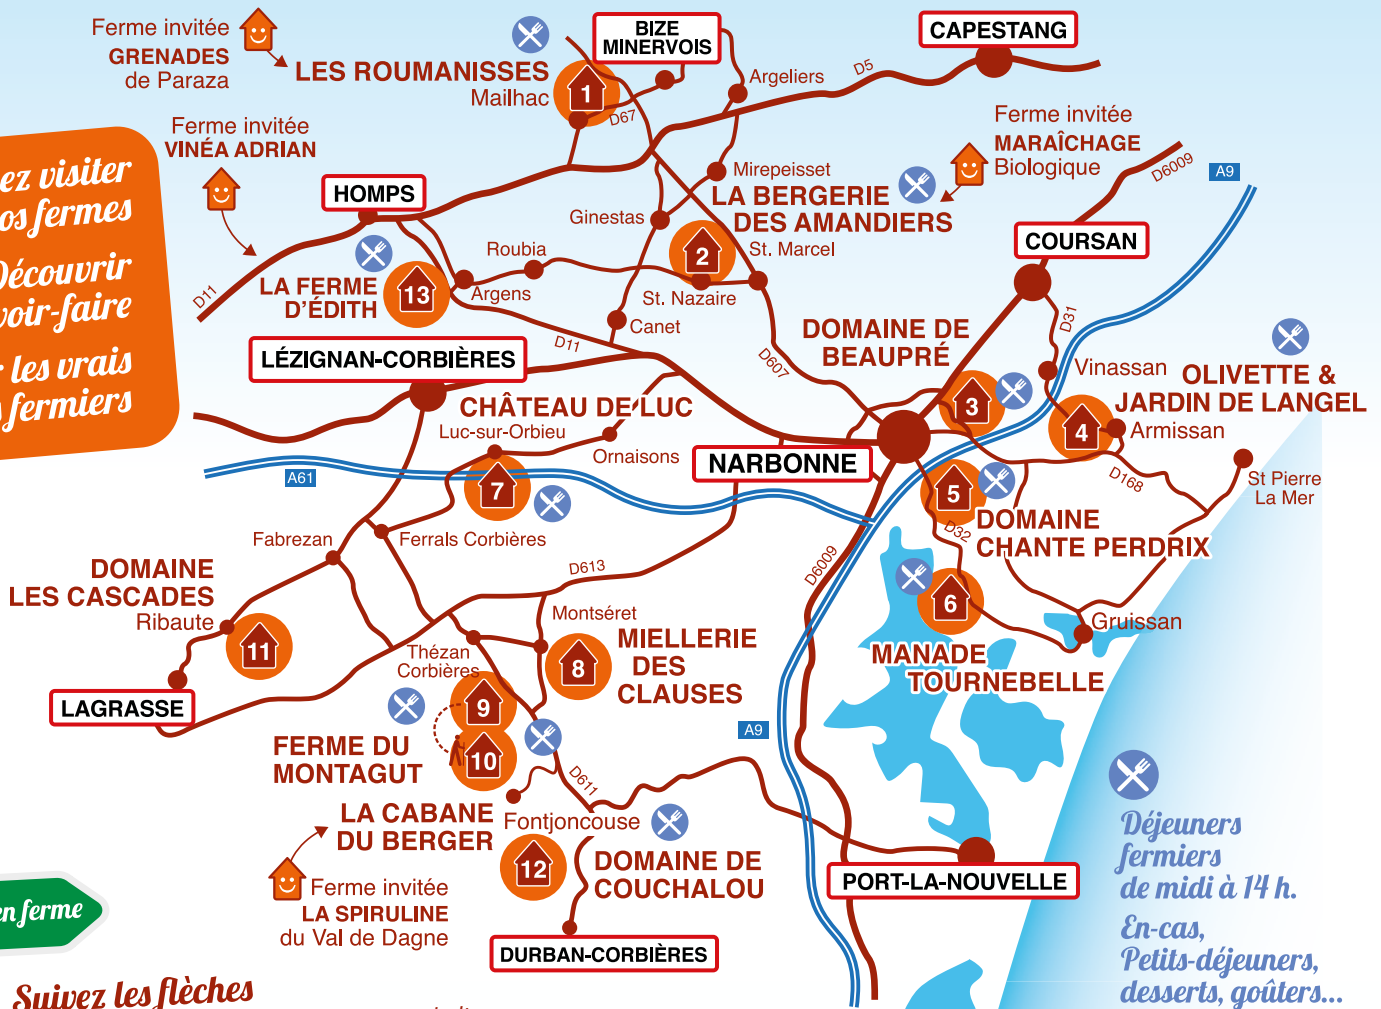 Ferme invitée
GRENADES
de Paraza
LES ROUMANISSES
Mailhac
1
BIZE
MINERVOIS
CAPESTANG
Argeliers
D5
D67
Ferme invitée
VINÉA ADRIAN
Ferme invitée
MARAÎCHAGE
Biologique
D6009
A9
ez visiter
os fermes
Découvrir
voir-faire
r les vrais
fermiers
HOMPS
Mirepeisset
LA BERGERIE
DES AMANDIERS
Ginestas
2
St. Marcel
St. Nazaire
COURSAN
Roubia
Argens
LA FERME
D'ÉDITH
13
D11
Canet
D11
D31
DOMAINE DE
BEAUPRÉ
3
D607
LÉZIGNAN-CORBIÈRES
Vinassan
OLIVETTE &
JARDIN DE LANGEL
4
Armissan
CHÂTEAU DE LUC
Luc-sur-Orbieu
Ornaisons
7
NARBONNE
A61
D168
St Pierre
La Mer
5
DOMAINE
CHANTE PERDRIX
D32
Fabrezan
Ferrals Corbières
D613
D6009
DOMAINE
LES CASCADES
Ribaute
11
6
Gruissan
MANADE
TOURNEBELLE
Montséret
8
MIELLERIE
DES
CLAUSES
Thézan
Corbières
LAGRASSE
9
10
FERME DU
MONTAGUT
A9
D611
LA CABANE
DU BERGER
Fontjoncouse
12
DOMAINE DE
COUCHALOU
Ferme invitée
LA SPIRULINE
du Val de Dagne
PORT-LA-NOUVELLE
DURBAN-CORBIÈRES
Déjeuners
fermiers
de midi à 14 h.
En-cas,
Petits-déjeuners,
desserts, goûters...
en ferme
Suivez les flèches